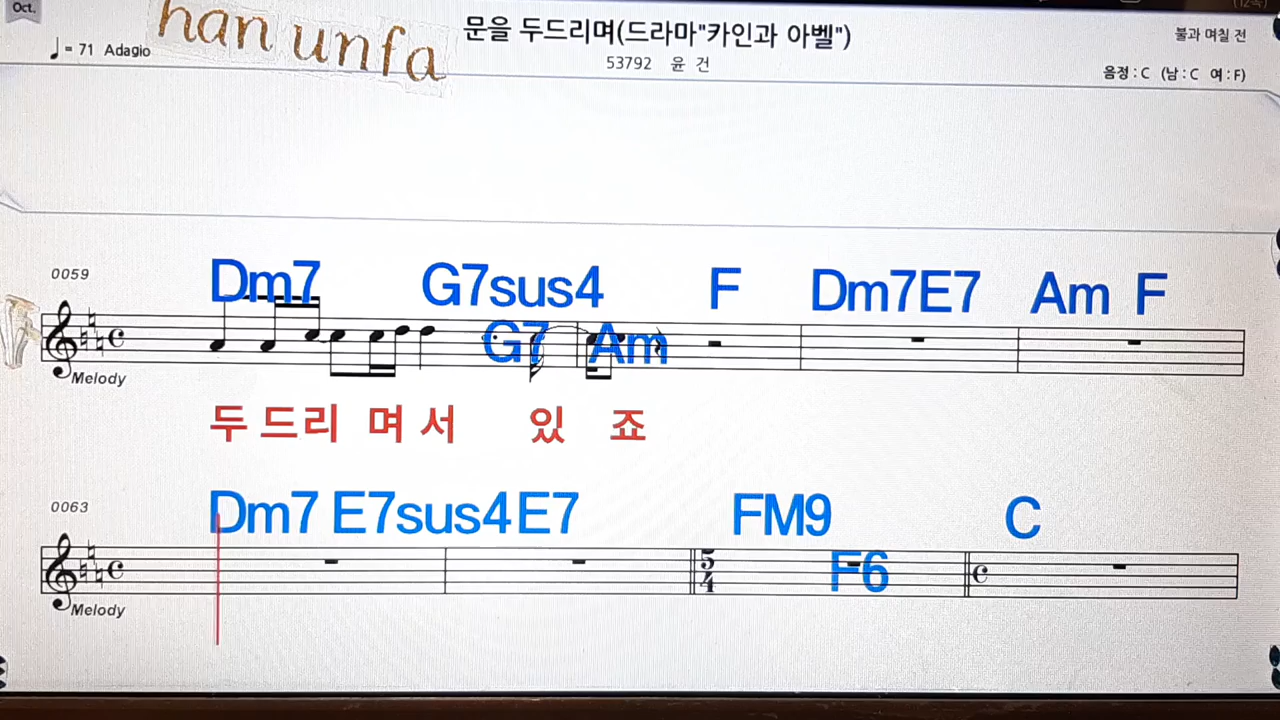 Oct.
han unfa
문을 두드리며(드라마"카인과 아벨")
불과 며칠 전
♩= 71 Adagio
53792 윤 건
음정 : C (남 : C 여 : F)
0059
Dm7 G7sus4 F Dm7E7 Am F
G7 Am
Melody
두 드리 며 서 있 죠
0063
Dm7 E7sus4 E7 FM9 C
5
4
F6
Melody